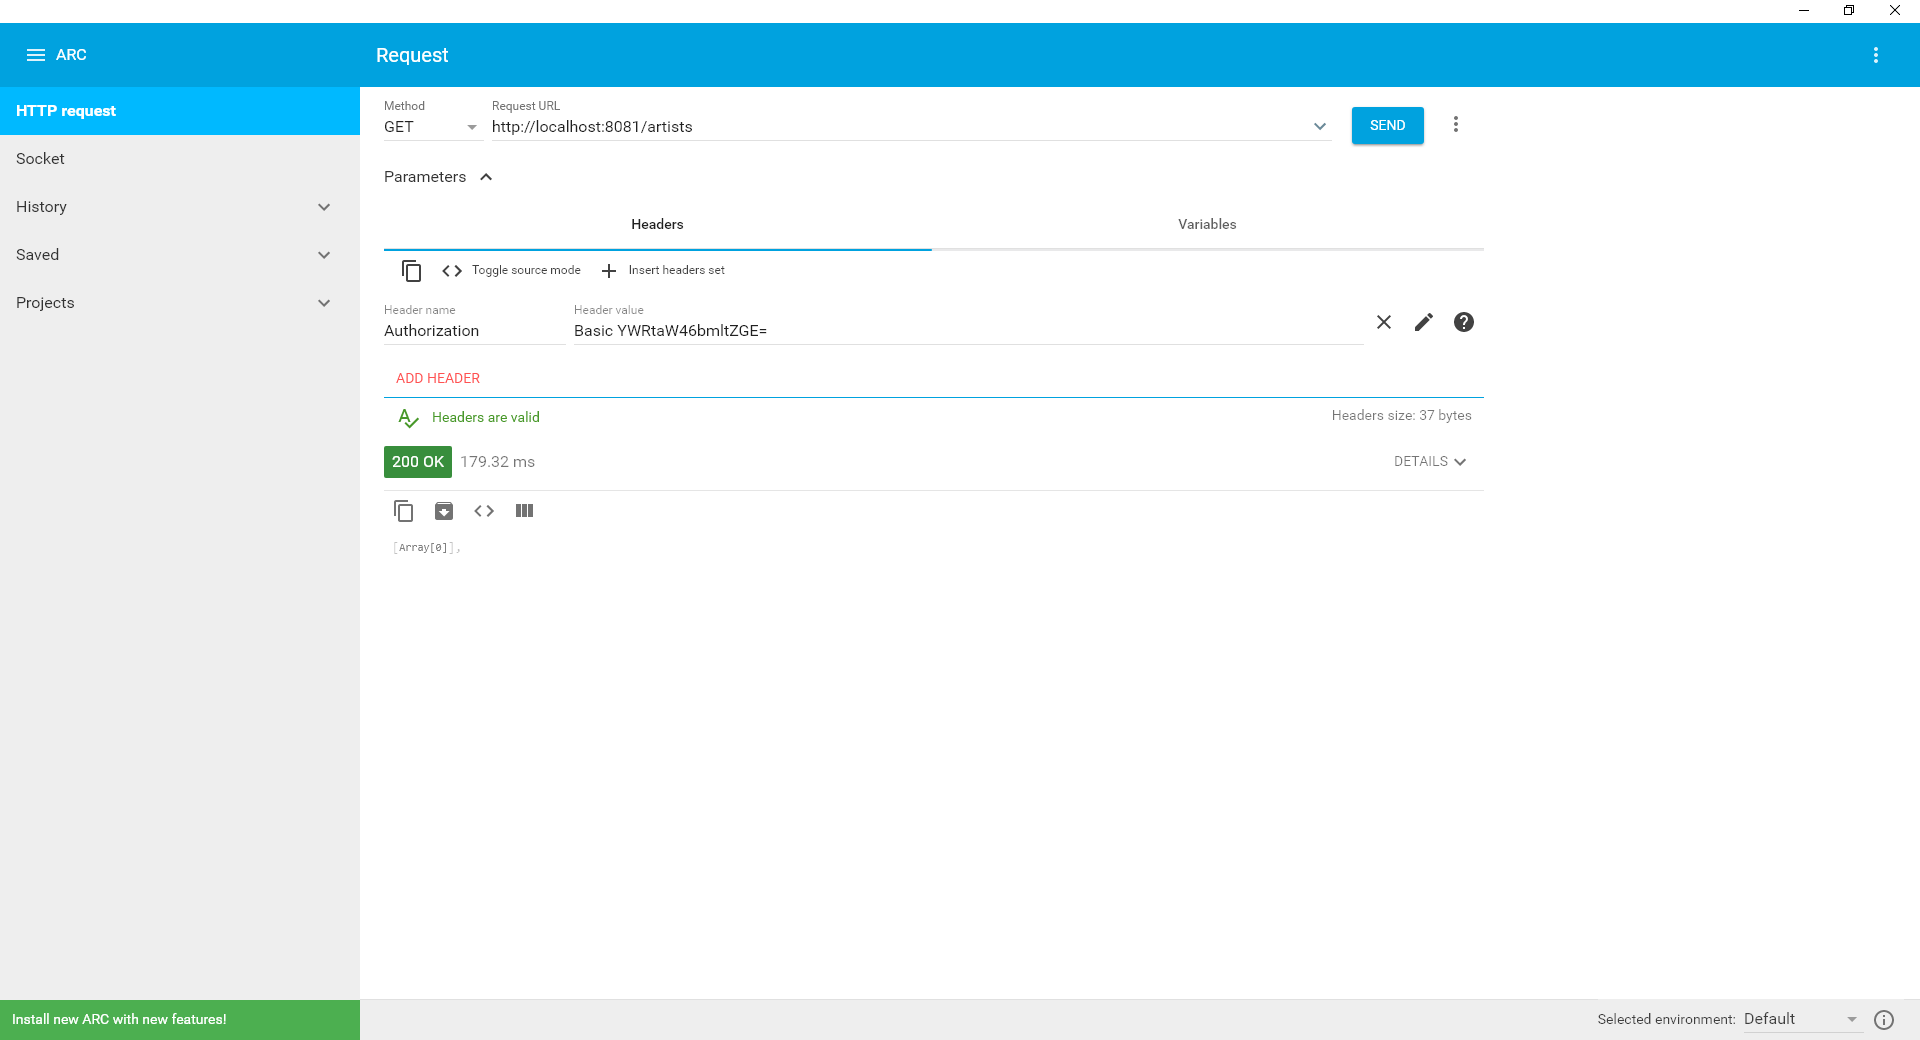 ARC
Request
HTTP request
Socket
History
Saved
Projects
Install new ARC with new features!
Method
GET
Request URL
http://localhost:8081/artists
SEND
Parameters
Headers
Variables
Toggle source mode
Insert headers set
Header name
Authorization
Header value
Basic YWRtaW46bmltZGE=
ADD HEADER
Headers are valid
Headers size: 37 bytes
200 OK
179.32 ms
DETAILS
[Array[0]],
Selected environment:
Default